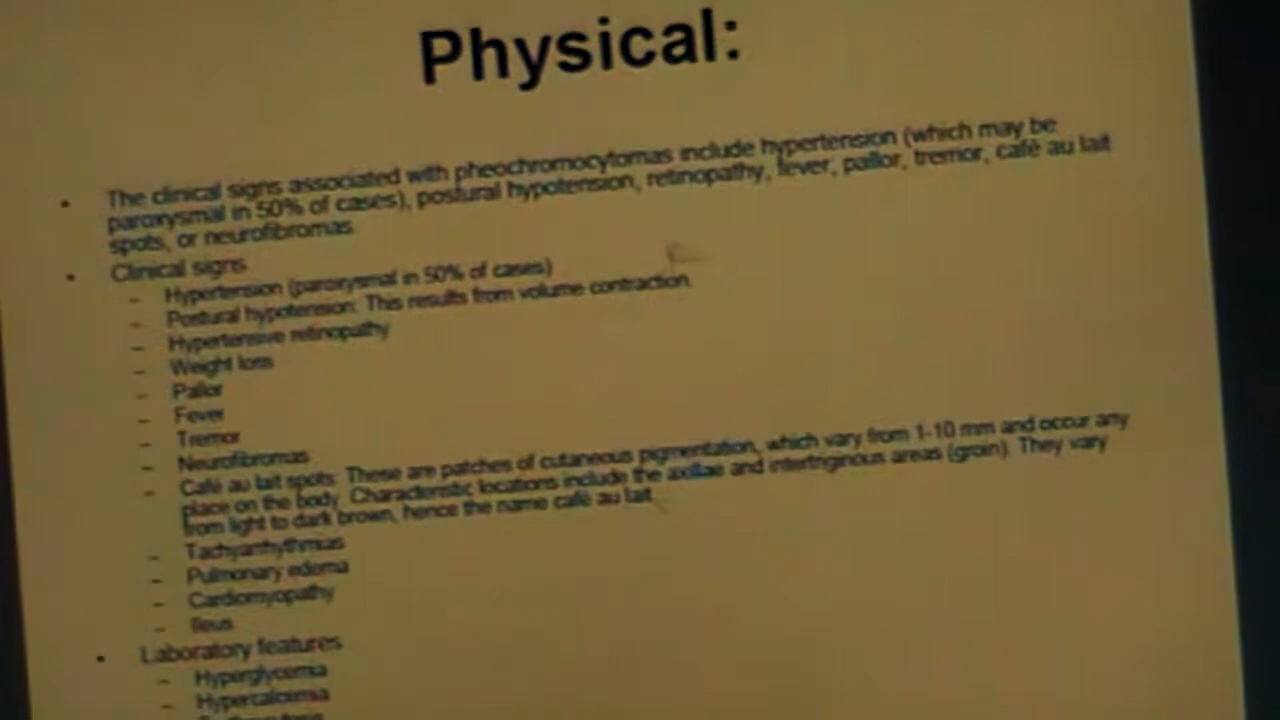 Physical:
• The clinical signs associated with pheochromocytomas include hypertension (which may be
paroxysmal in 50% of cases), postural hypotension, retinopathy, fever, pallor, tremor, café au lait
spots, or neurofibromas.
• Clinical signs
– Hypertension (paroxysmal in 50% of cases)
– Postural hypotension: This results from volume contraction.
– Hypertensive retinopathy
– Weight loss
– Pallor
– Fever
– Tremor
– Neurofibromas
– Café au lait spots: These are patches of cutaneous pigmentation, which vary from 1-10 mm and occur any
place on the body. Characteristic locations include the axillae and intertriginous areas (groin). They vary
from light to dark brown, hence the name café au lait.
– Tachyarrhythmias
– Pulmonary edema
– Cardiomyopathy
– Ileus
• Laboratory features
– Hyperglycemia
– Hypercalcemia